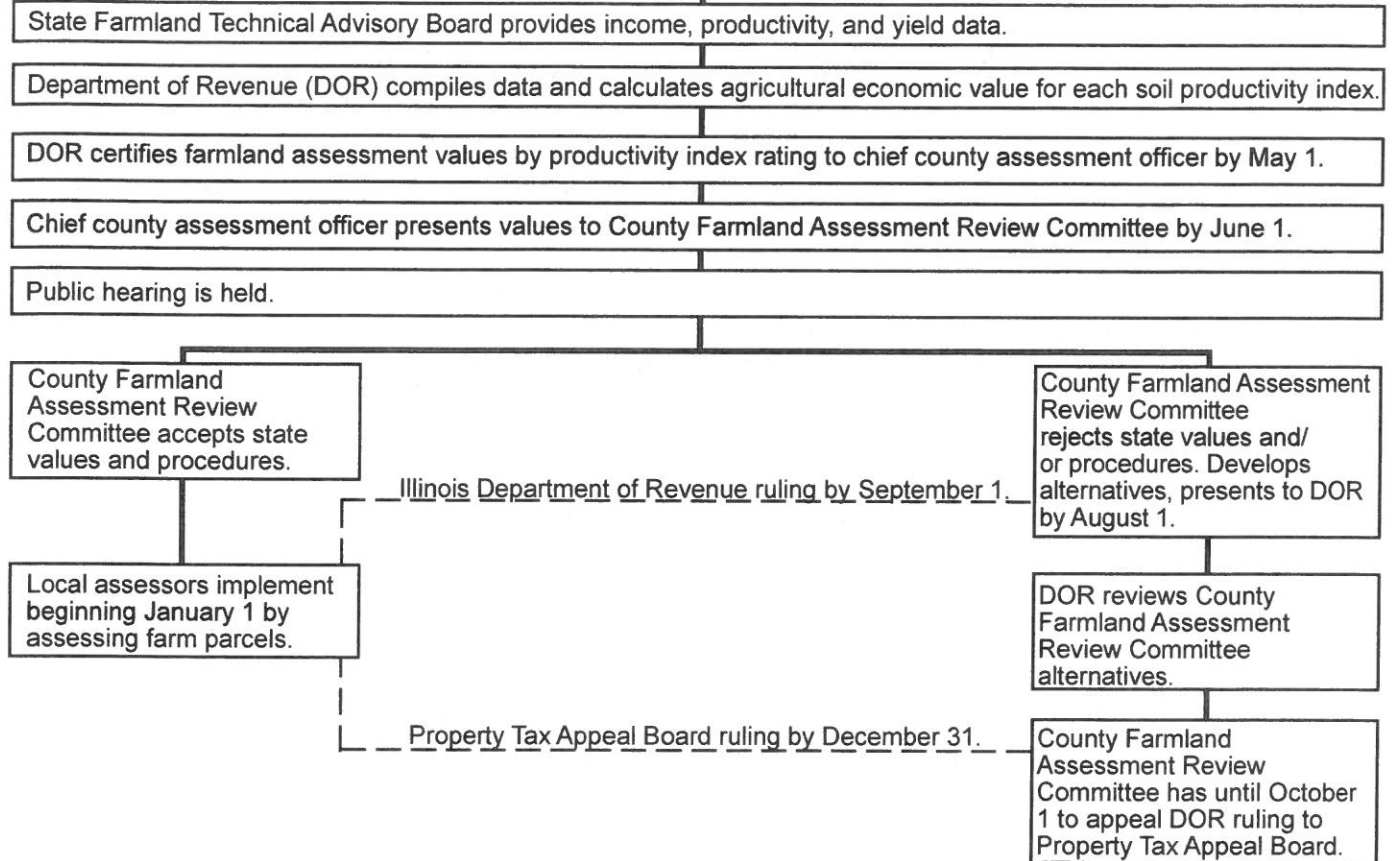 State Farmland Technical Advisory Board provides income, productivity, and yield data.
Department of Revenue (DOR) compiles data and calculates agricultural economic value for each soil productivity index.
DOR certifies farmland assessment values by productivity index rating to chief county assessment officer by May 1.
Chief county assessment officer presents values to County Farmland Assessment Review Committee by June 1.
Public hearing is held.
County Farmland
Assessment Review
Committee accepts state
values and procedures.
Local assessors implement
beginning January 1 by
assessing farm parcels.
Illinois Department of Revenue ruling by September 1.
Property Tax Appeal Board ruling by December 31.
County Farmland Assessment
Review Committee
rejects state values and/
or procedures. Develops
alternatives, presents to DOR
by August 1.
DOR reviews County
Farmland Assessment
Review Committee
alternatives.
County Farmland
Assessment Review
Committee has until October
1 to appeal DOR ruling to
Property Tax Appeal Board.